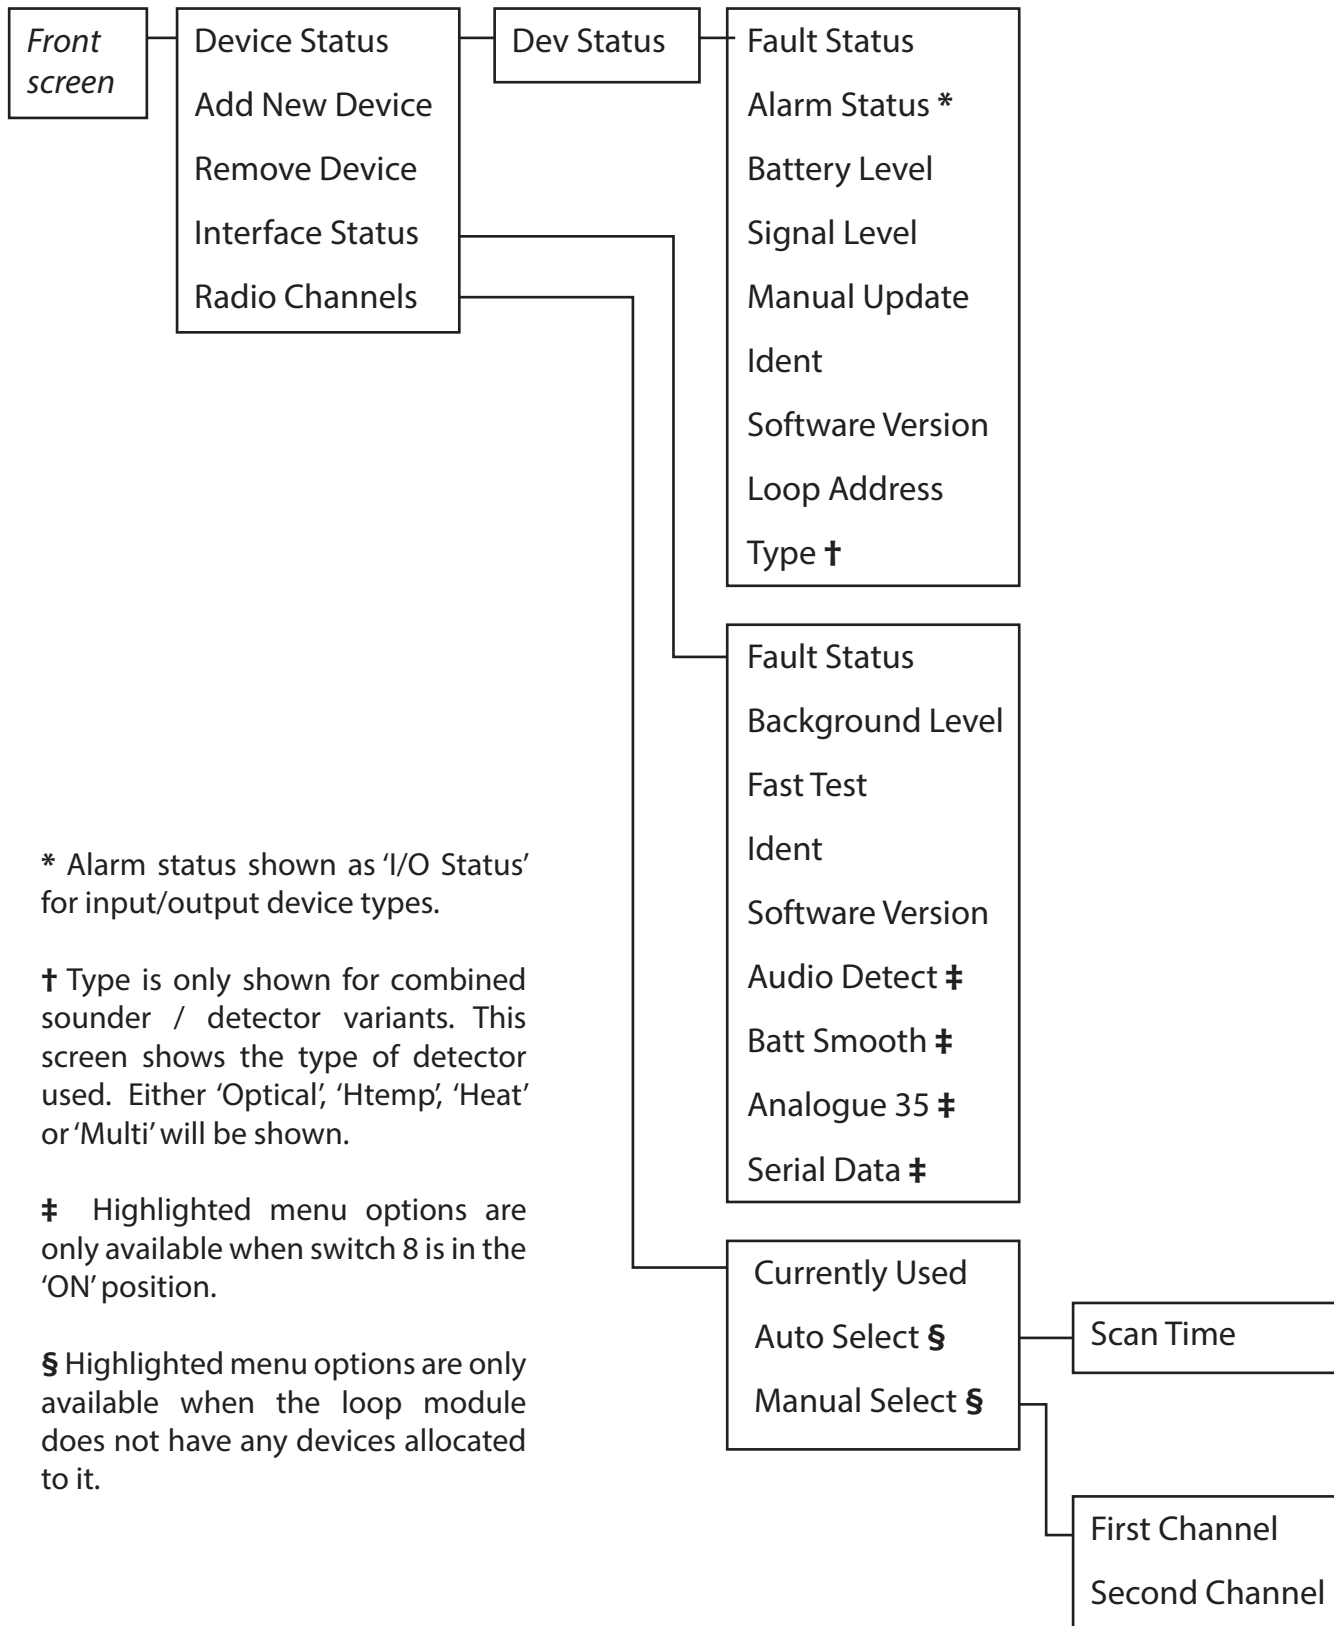 Front
screen
Device Status
Add New Device
Remove Device
Interface Status
Radio Channels
Dev Status
Fault Status
Alarm Status *
Battery Level
Signal Level
Manual Update
Ident
Software Version
Loop Address
Type †
Fault Status
Background Level
Fast Test
Ident
Software Version
Audio Detect ‡
Batt Smooth ‡
Analogue 35 ‡
Serial Data ‡
Currently Used
Auto Select §
Manual Select §
Scan Time
First Channel
Second Channel
* Alarm status shown as ‘I/O Status’
for input/output device types.
† Type is only shown for combined
sounder / detector variants. This
screen shows the type of detector
used. Either ‘Optical’, ‘Htemp’, ‘Heat’
or ‘Multi’ will be shown.
‡ Highlighted menu options are
only available when switch 8 is in the
‘ON’ position.
§ Highlighted menu options are only
available when the loop module
does not have any devices allocated
to it.